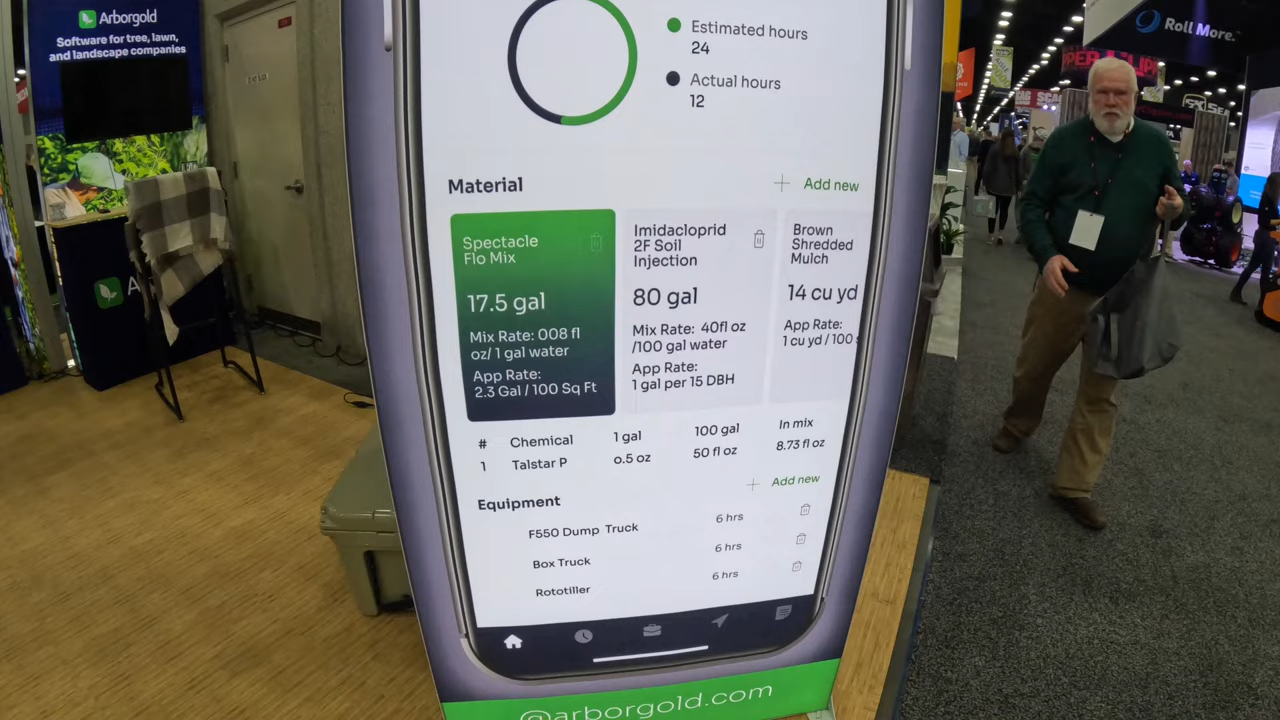 Arborgold
Software for tree, lawn,
and landscape companies
Roll More.
Estimated hours
24
Actual hours
12
Material
+ Add new
Spectacle
Flo Mix
17.5 gal
Mix Rate: 008 fl
oz/ 1 gal water
App Rate:
2.3 Gal / 100 Sq Ft
Imidacloprid
2F Soil
Injection
80 gal
Mix Rate: 40fl oz
/100 gal water
App Rate:
1 gal per 15 DBH
Brown
Shredded
Mulch
14 cu yd
App Rate:
1 cu yd / 100
# Chemical 1 gal 100 gal In mix
1 Talstar P 0.5 oz 50 fl oz 8.73 fl oz
+ Add new
Equipment
F550 Dump Truck 6 hrs
Box Truck 6 hrs
Rototiller 6 hrs
@arborgold.com